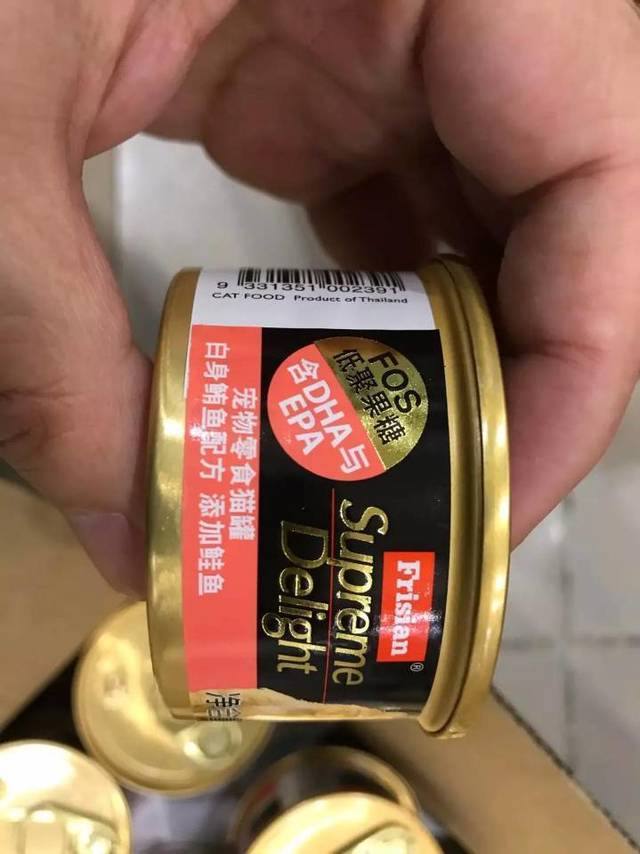 9 331351 002391
CAT FOOD Product of Thailand
FOS
低聚果糖
含DHA与
EPA
Frisian®
Supreme
Delight
宠物零食猫罐
白身鲔鱼配方 添加鲑鱼
净含